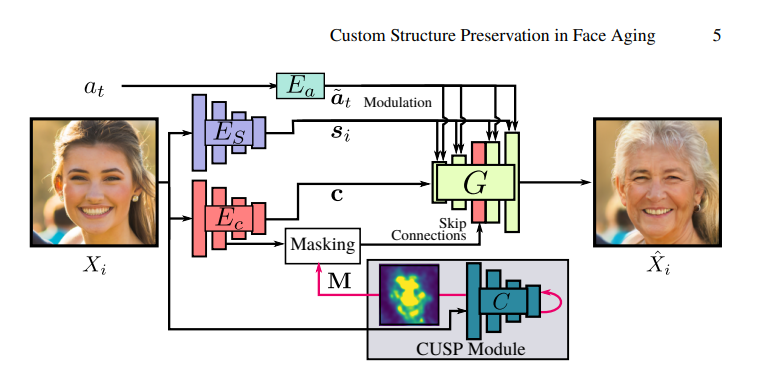 Custom Structure Preservation in Face Aging 5
a_t
E_a
ã_t
Modulation
E_S
s_i
G
E_c
c
Skip
Connections
Masking
X_i
X̂_i
M
C
CUSP Module